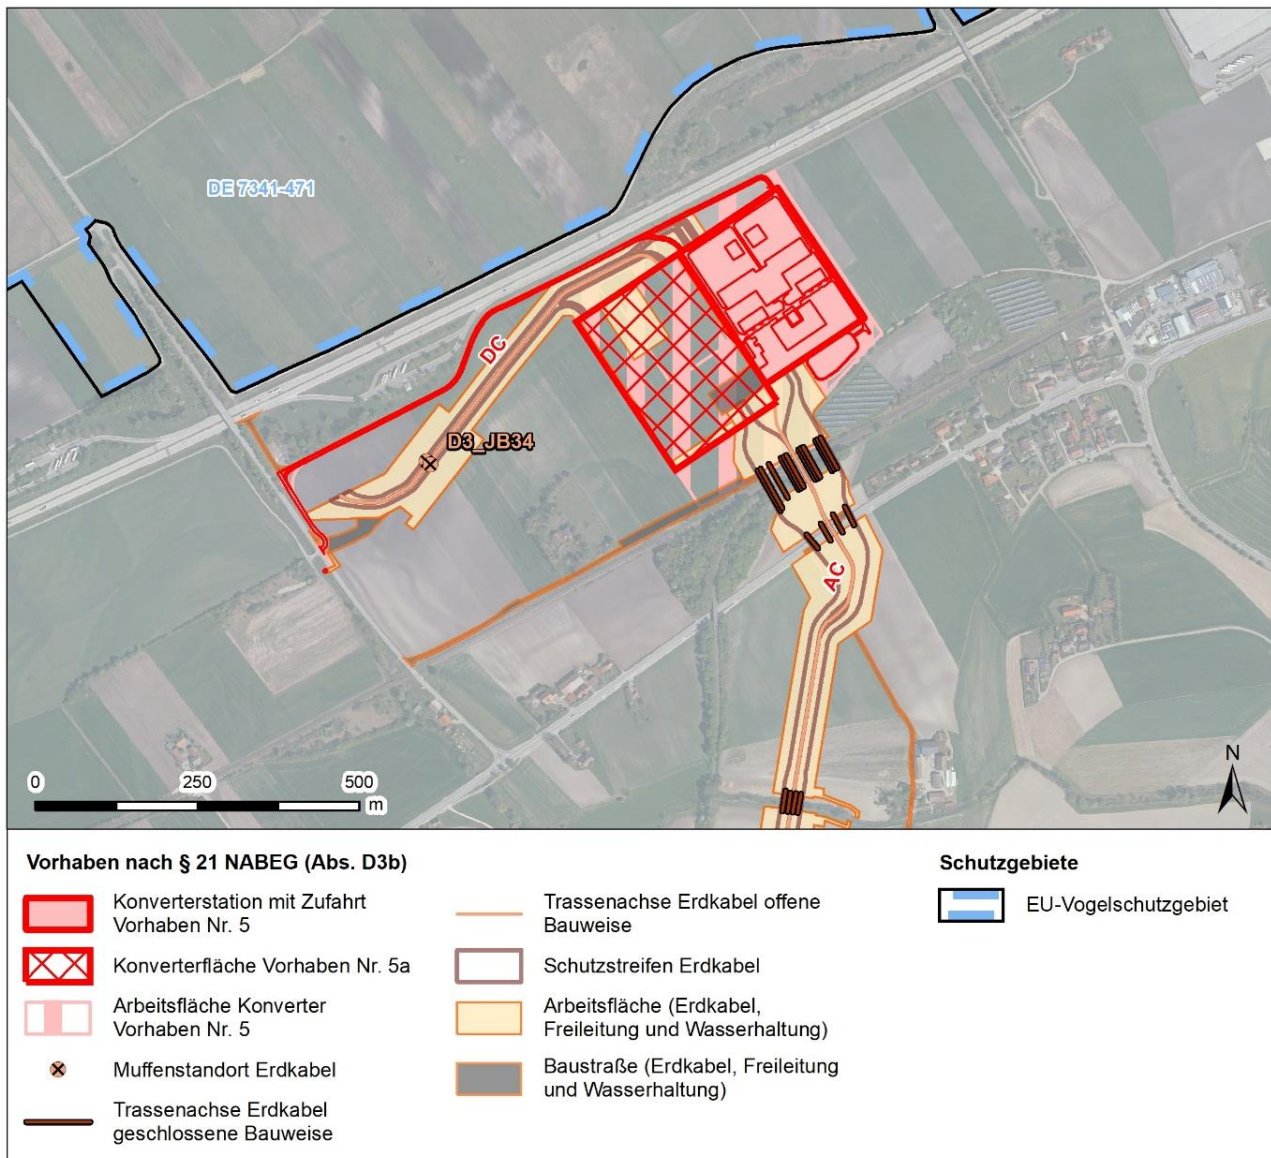 DE 7341-471
DC
D3_JB34
AC
N
0 250 500
m
Vorhaben nach § 21 NABEG (Abs. D3b)
Konverterstation mit Zufahrt
Vorhaben Nr. 5
Konverterfläche Vorhaben Nr. 5a
Arbeitsfläche Konverter
Vorhaben Nr. 5
Muffenstandort Erdkabel
Trassenachse Erdkabel
geschlossene Bauweise
Trassenachse Erdkabel offene
Bauweise
Schutzstreifen Erdkabel
Arbeitsfläche (Erdkabel,
Freileitung und Wasserhaltung)
Baustraße (Erdkabel, Freileitung
und Wasserhaltung)
Schutzgebiete
EU-Vogelschutzgebiet